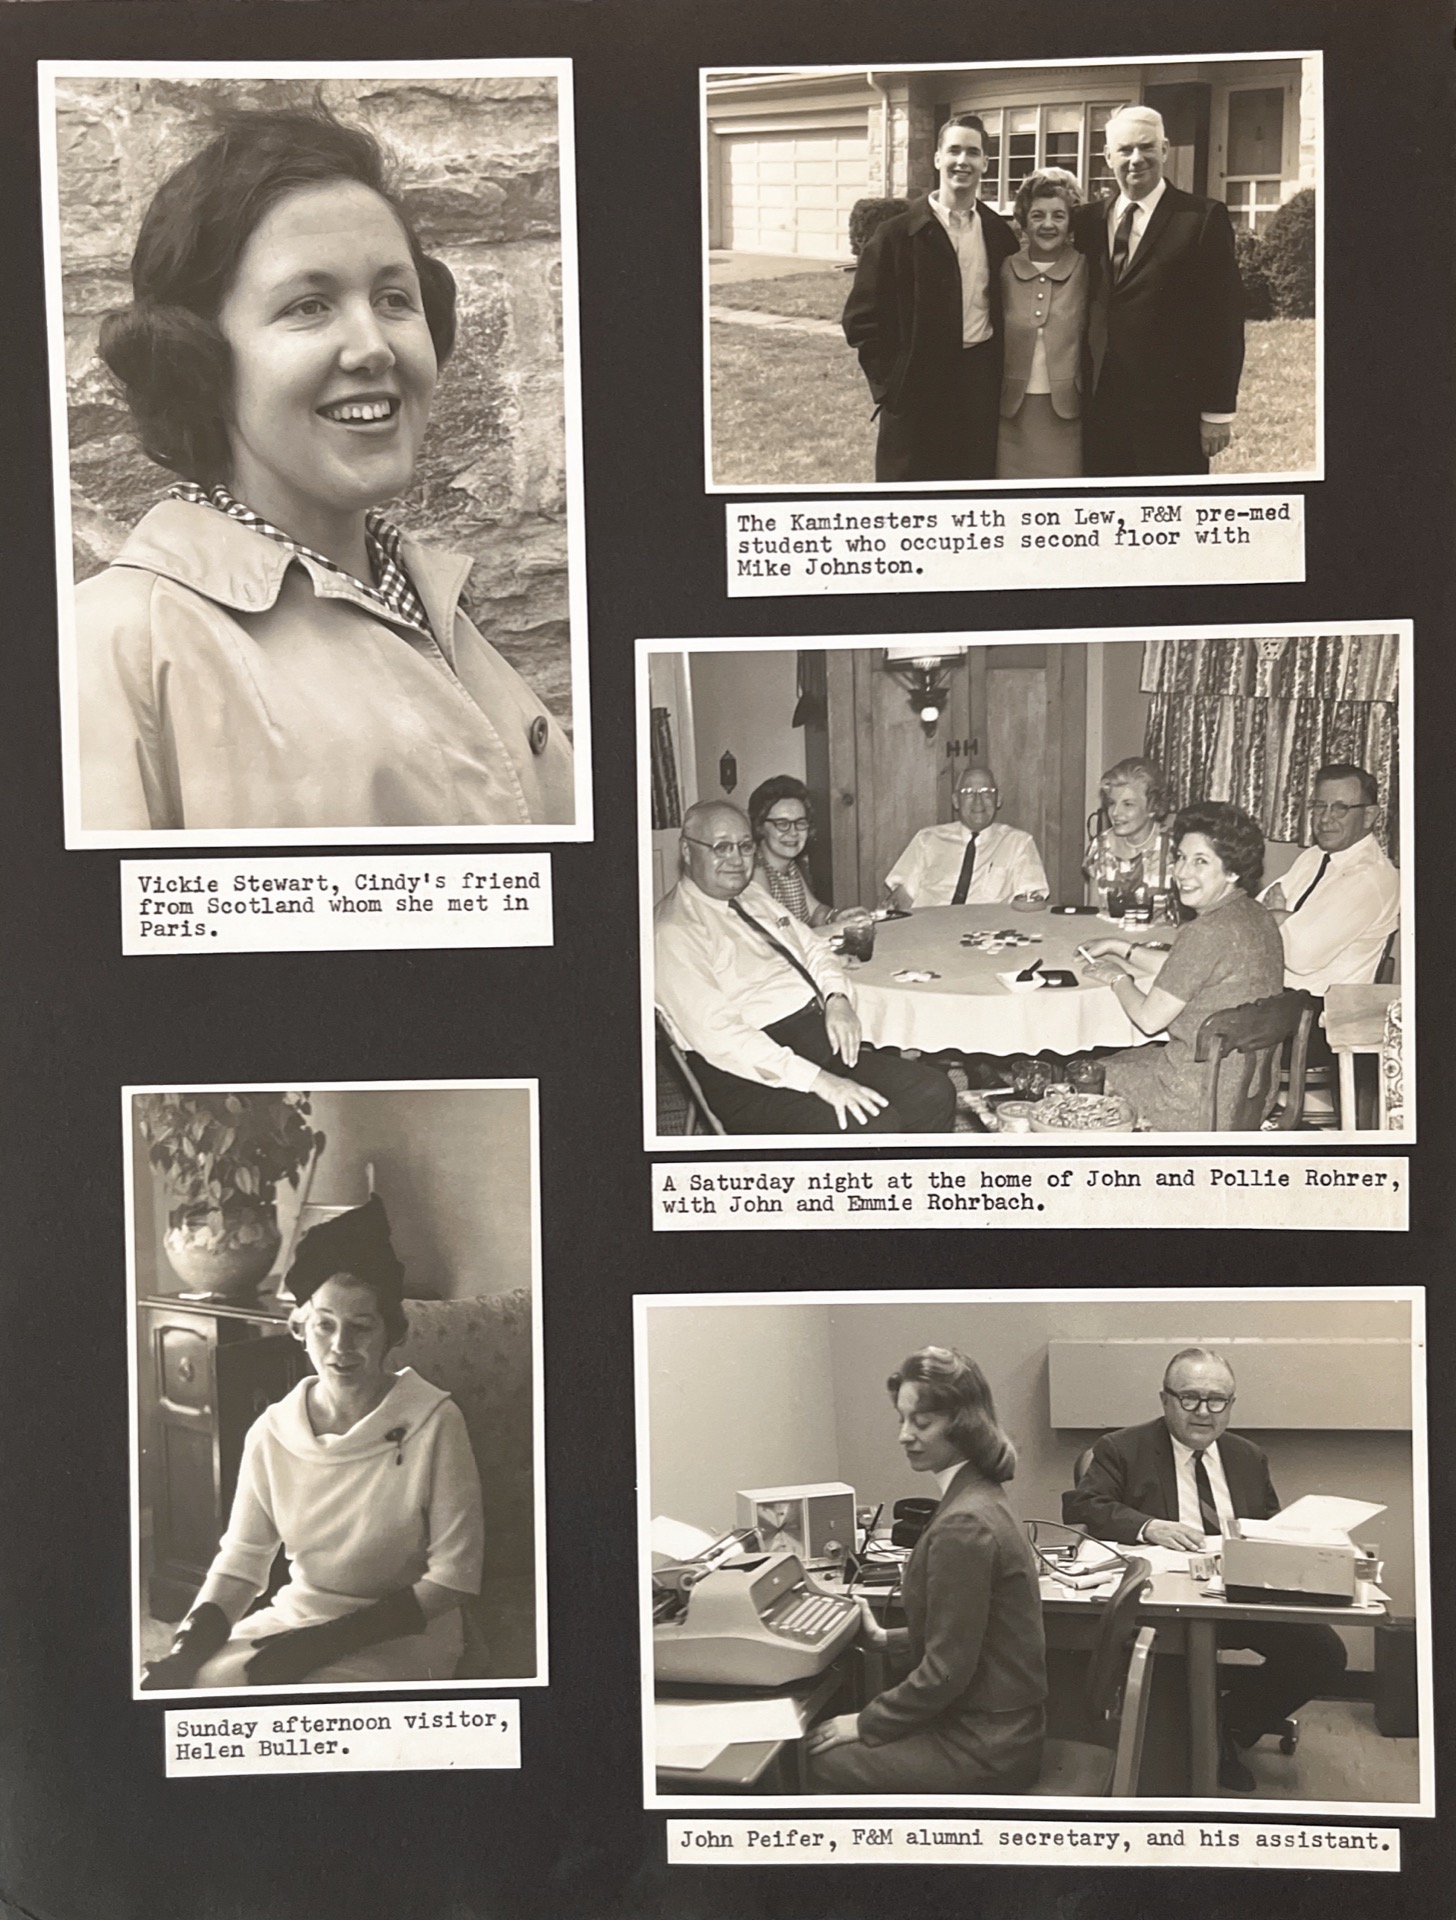 Vickie Stewart, Cindy's friend
from Scotland whom she met in
Paris.
The Kaminesters with son Lew, F&M pre-med
student who occupies second floor with
Mike Johnston.
A Saturday night at the home of John and Pollie Rohrer,
with John and Emmie Rohrbach.
Sunday afternoon visitor,
Helen Buller.
John Peifer, F&M alumni secretary, and his assistant.